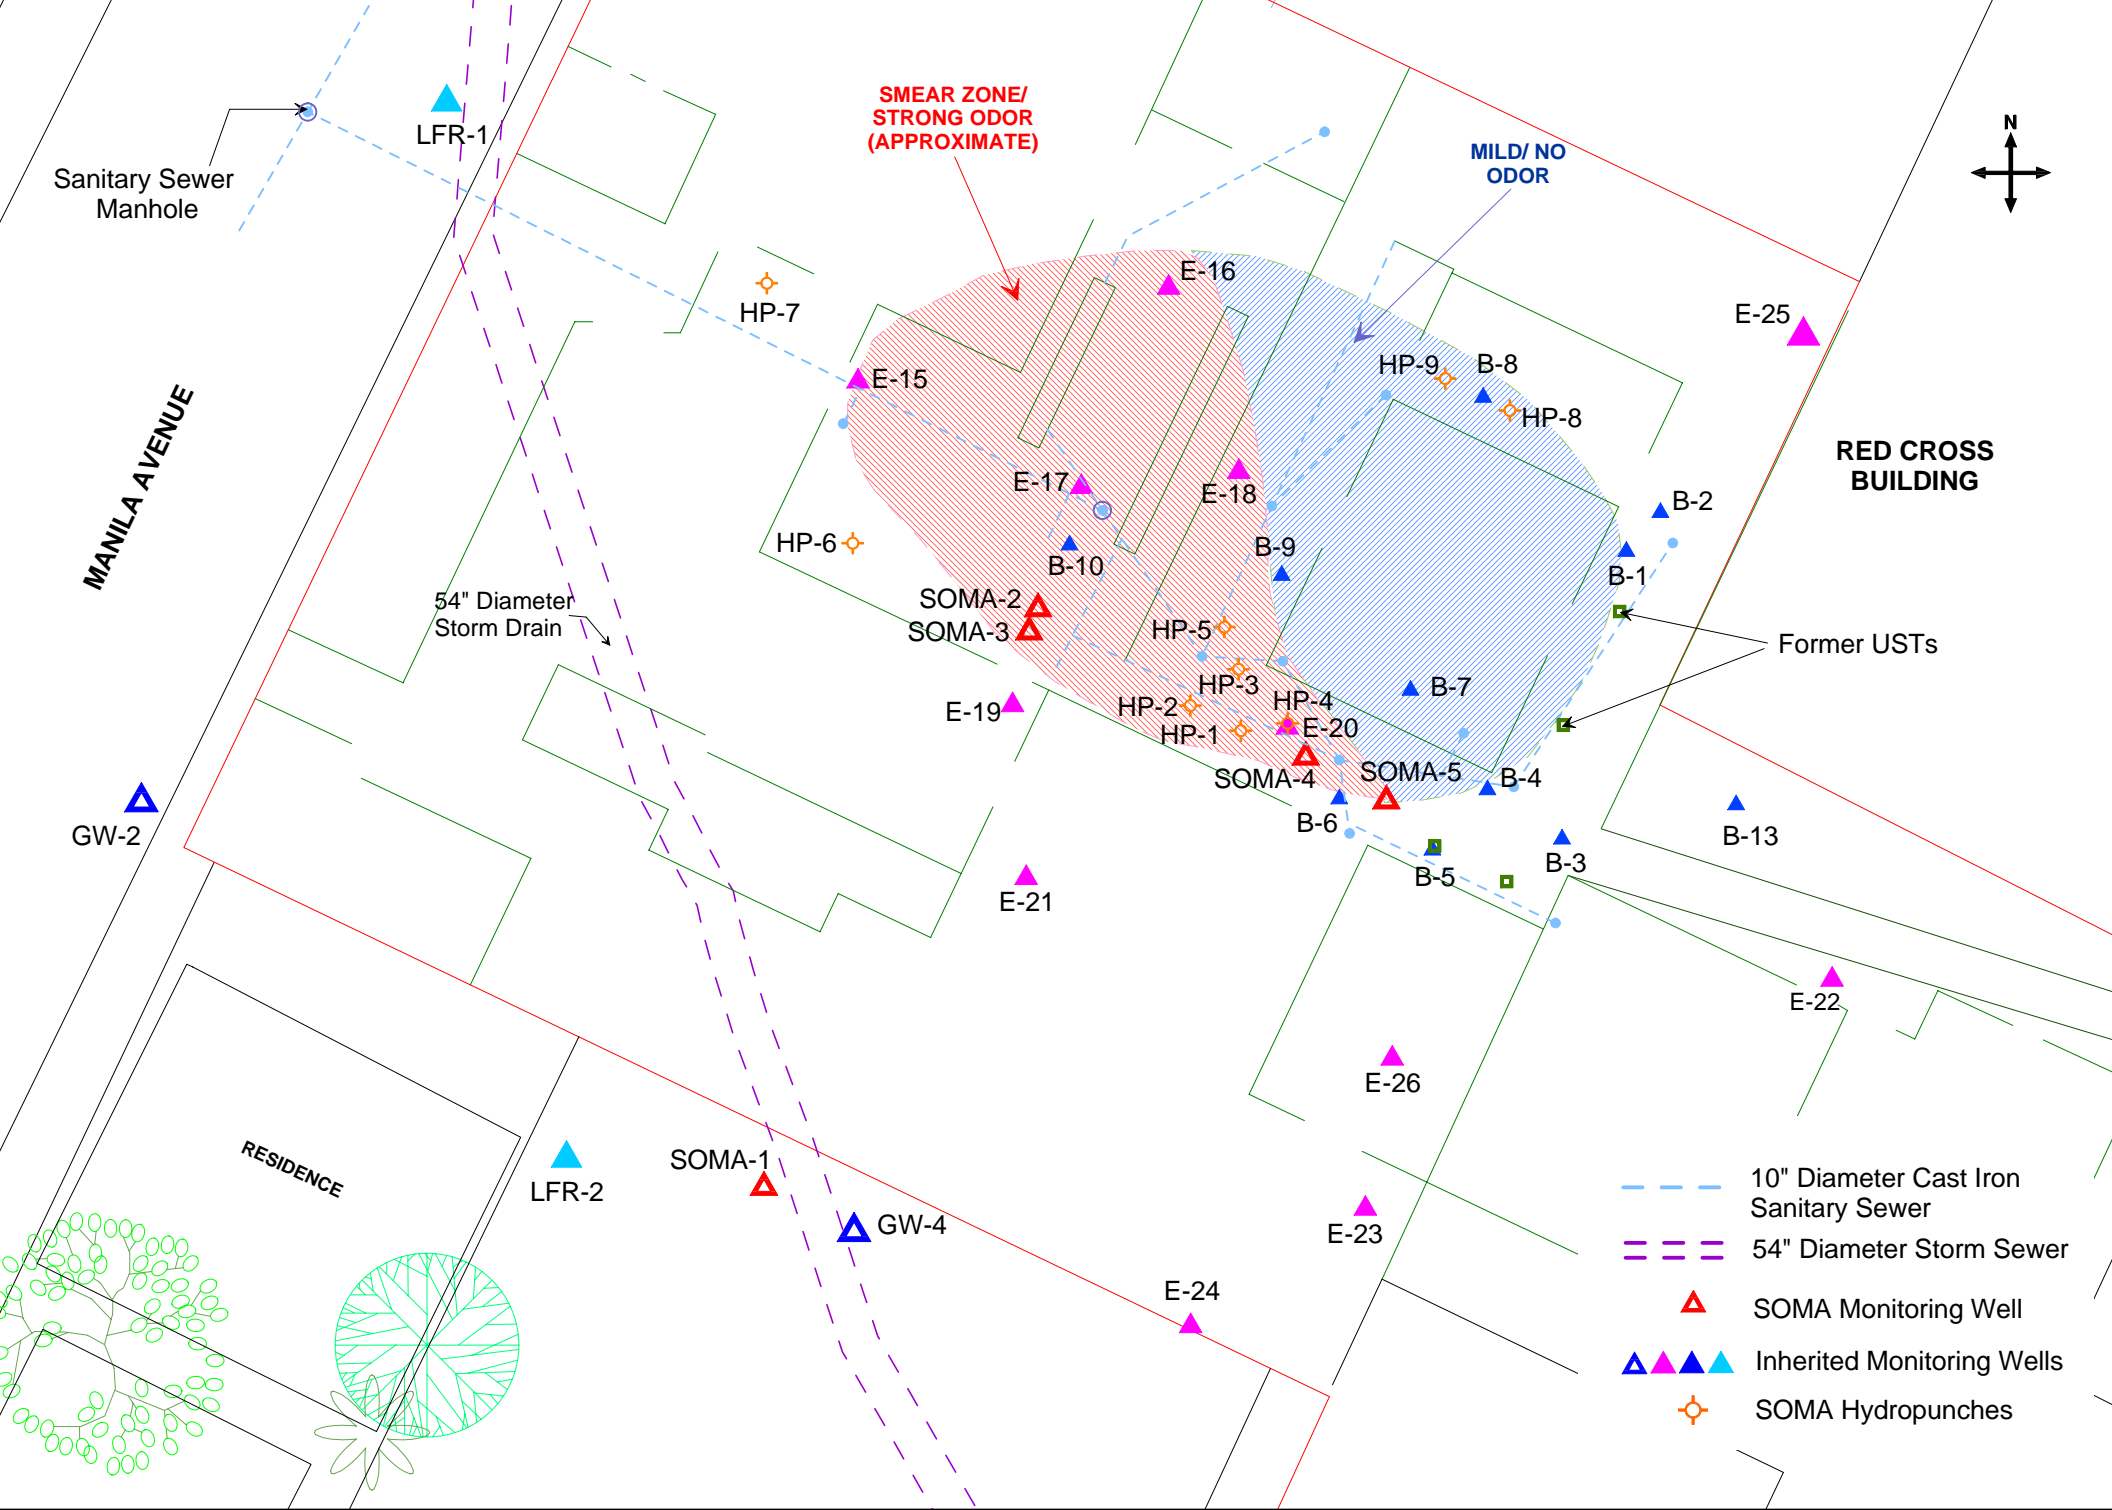 SMEAR ZONE/
STRONG ODOR
(APPROXIMATE)
MILD/ NO
ODOR
N
LFR-1
Sanitary Sewer
Manhole
E-16
HP-7
E-25
E-15
HP-9
B-8
HP-8
MANILA AVENUE
RED CROSS
BUILDING
E-17
E-18
B-2
HP-6
B-10
B-9
B-1
54" Diameter
Storm Drain
SOMA-2
SOMA-3
HP-5
Former USTs
HP-3
B-7
E-19
HP-2
HP-4
HP-1
E-20
SOMA-4
SOMA-5
B-4
GW-2
B-6
B-13
B-3
B-5
E-21
E-22
E-26
RESIDENCE
SOMA-1
LFR-2
GW-4
E-23
E-24
10" Diameter Cast Iron
Sanitary Sewer
54" Diameter Storm Sewer
SOMA Monitoring Well
Inherited Monitoring Wells
SOMA Hydropunches